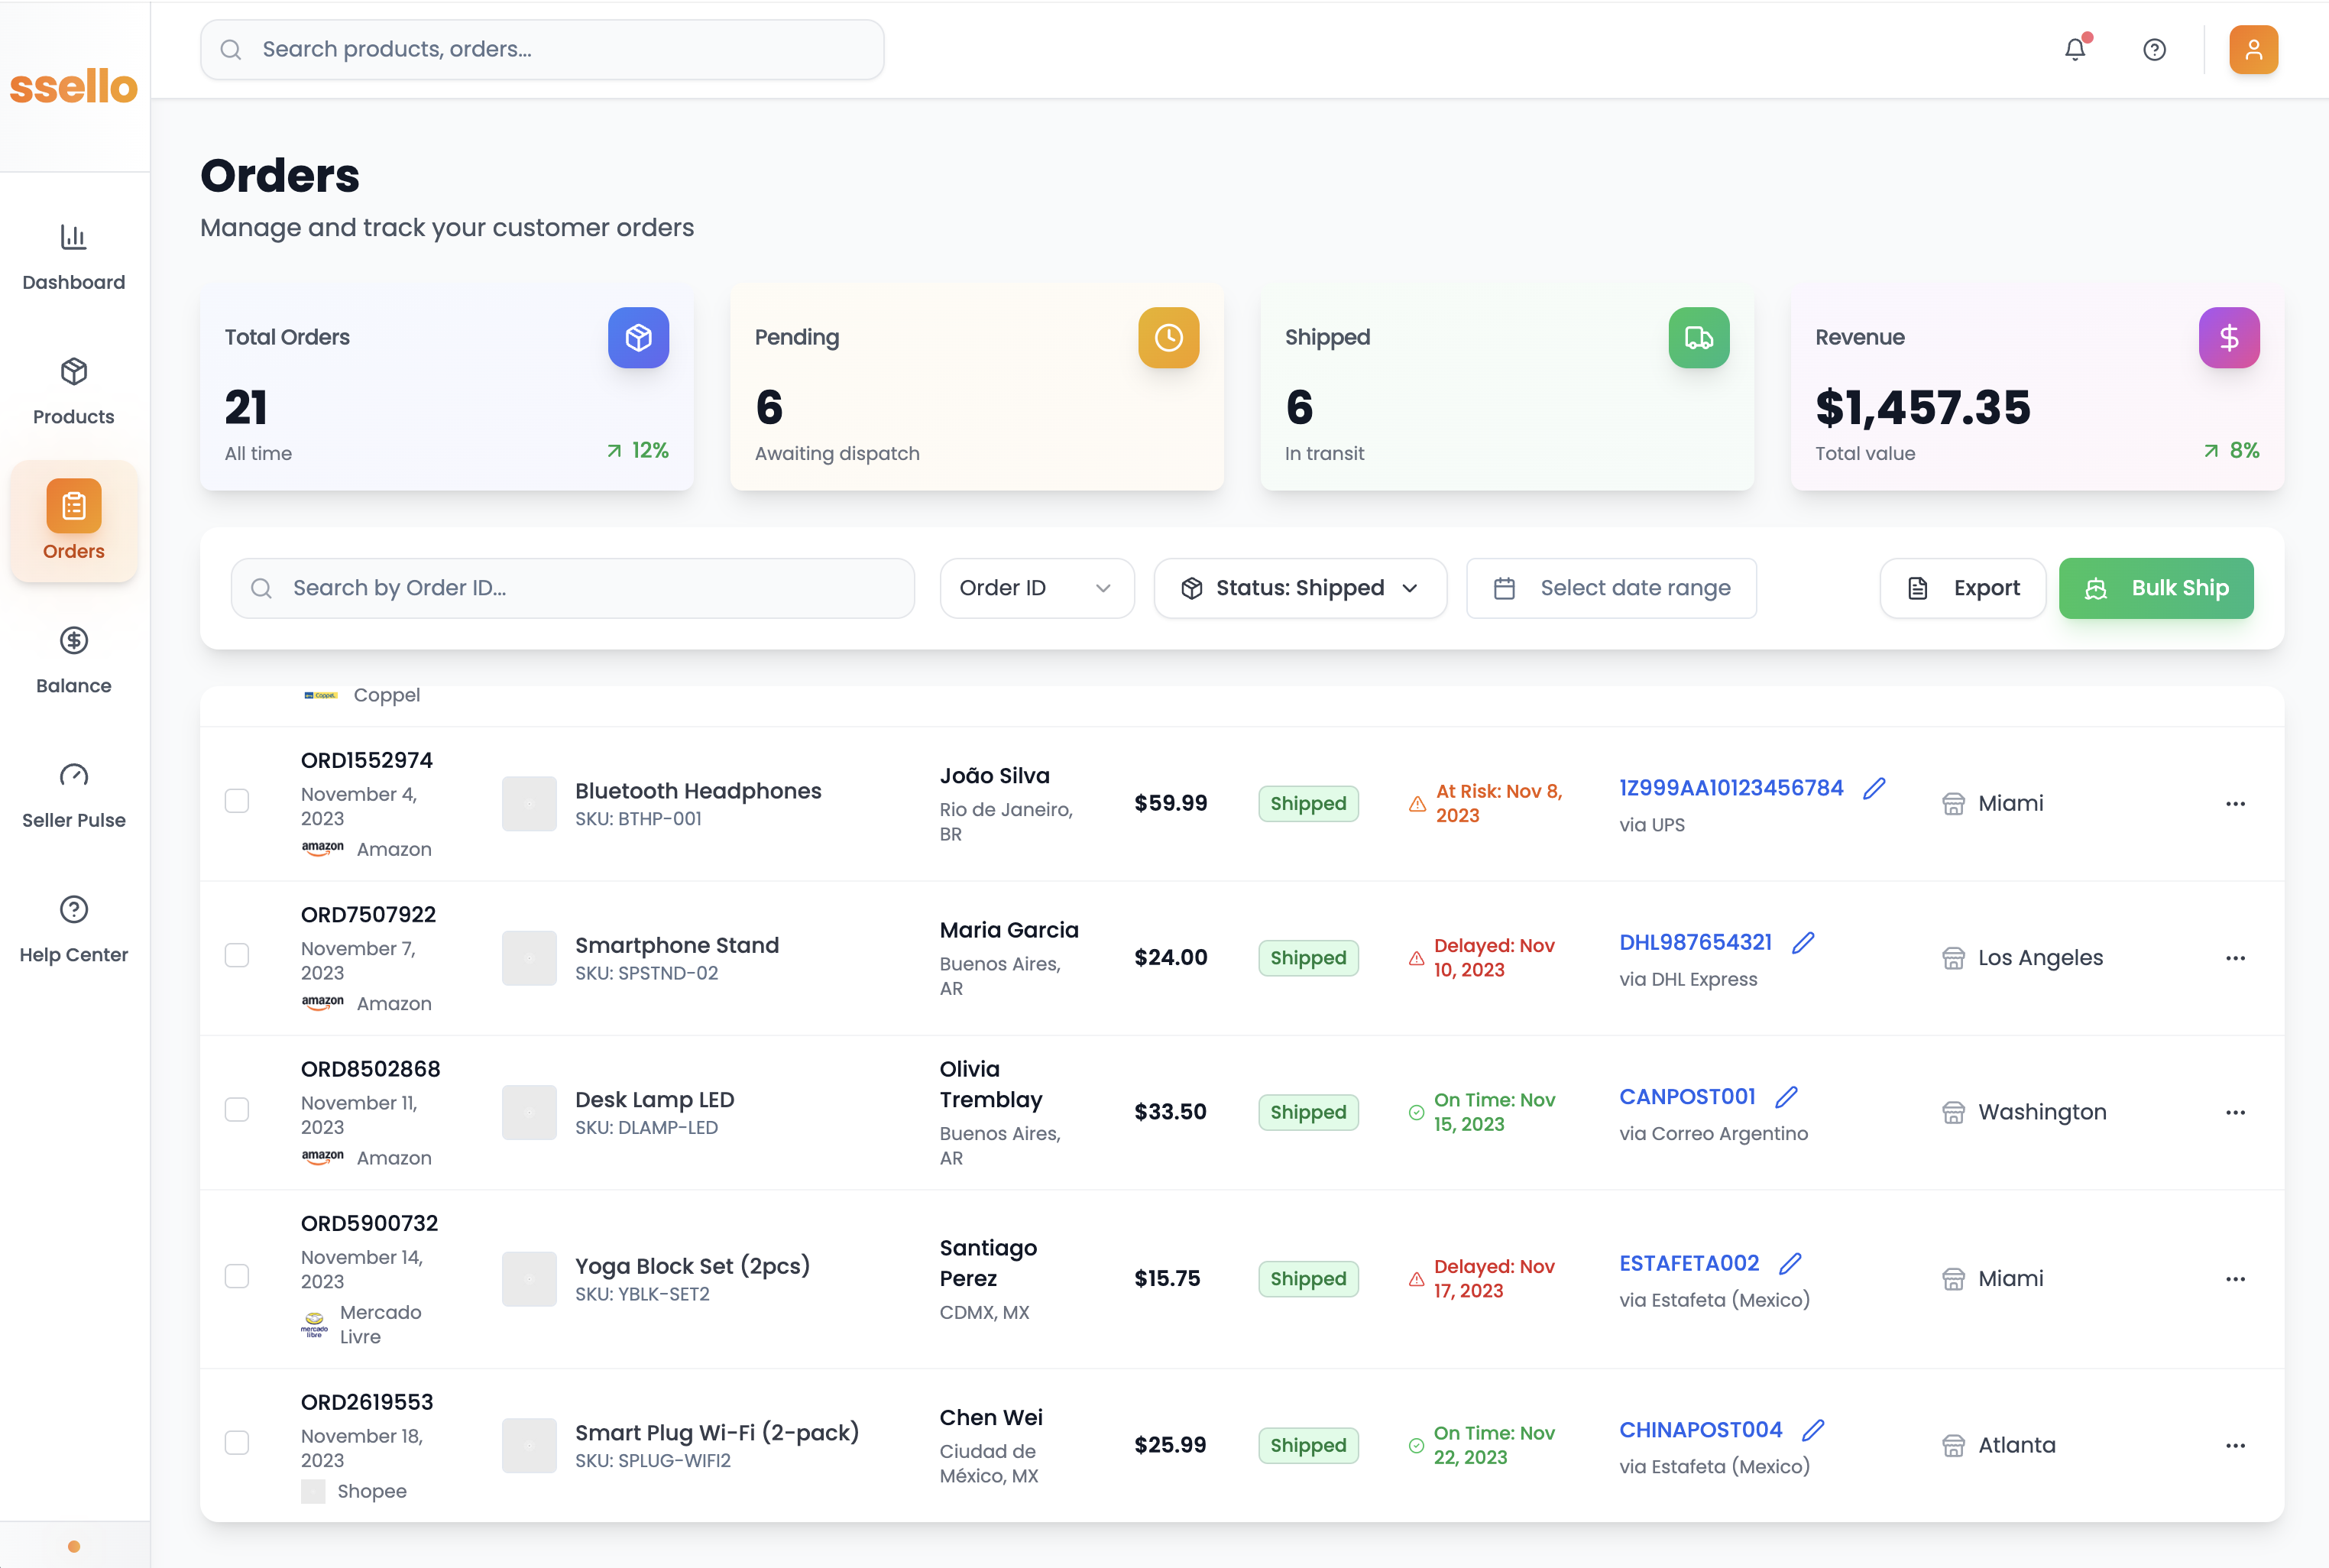 Search products, orders...
ssello
Orders
Manage and track your customer orders
Dashboard
Products
Orders
Balance
Seller Pulse
Help Center
Total Orders
21
All time
12%
Pending
6
Awaiting dispatch
Shipped
6
In transit
Revenue
$1,457.35
Total value
8%
Search by Order ID...
Order ID
Status: Shipped
Select date range
Export
Bulk Ship
Coppel
Coppel
ORD1552974
November 4,
2023
amazon Amazon
Bluetooth Headphones
SKU: BTHP-001
João Silva
Rio de Janeiro,
BR
$59.99
Shipped
At Risk: Nov 8,
2023
1Z999AA10123456784
via UPS
Miami
ORD7507922
November 7,
2023
amazon Amazon
Smartphone Stand
SKU: SPSTND-02
Maria Garcia
Buenos Aires,
AR
$24.00
Shipped
Delayed: Nov
10, 2023
DHL987654321
via DHL Express
Los Angeles
ORD8502868
November 11,
2023
amazon Amazon
Desk Lamp LED
SKU: DLAMP-LED
Olivia
Tremblay
Buenos Aires,
AR
$33.50
Shipped
On Time: Nov
15, 2023
CANPOST001
via Correo Argentino
Washington
ORD5900732
November 14,
2023
mercado
libre
Mercado
Livre
Yoga Block Set (2pcs)
SKU: YBLK-SET2
Santiago
Perez
CDMX, MX
$15.75
Shipped
Delayed: Nov
17, 2023
ESTAFETA002
via Estafeta (Mexico)
Miami
ORD2619553
November 18,
2023
Shopee
Smart Plug Wi-Fi (2-pack)
SKU: SPLUG-WIFI2
Chen Wei
Ciudad de
México, MX
$25.99
Shipped
On Time: Nov
22, 2023
CHINAPOST004
via Estafeta (Mexico)
Atlanta